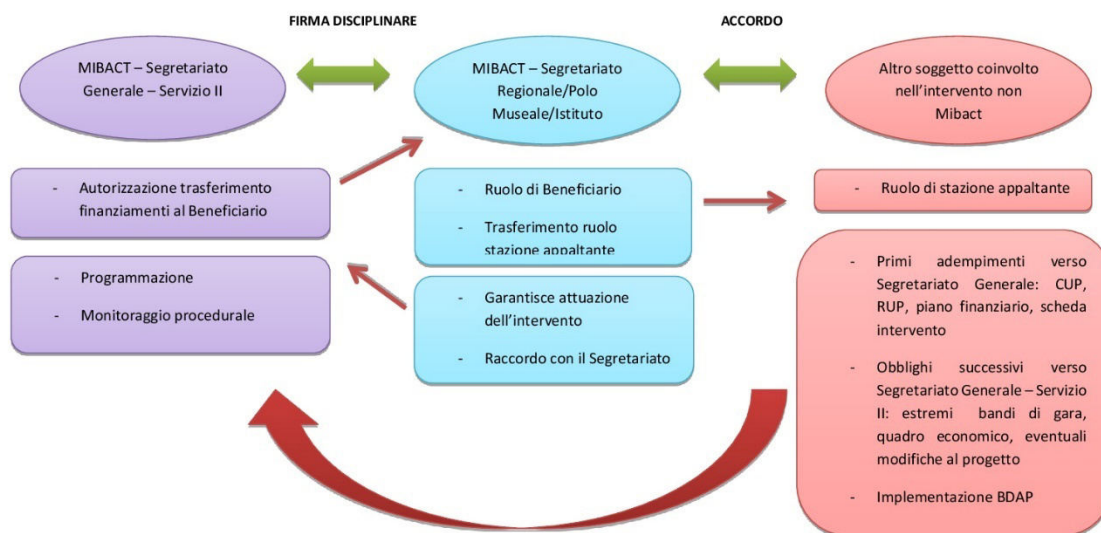 FIRMA DISCIPLINARE
ACCORDO
MIBACT – Segretariato
Generale – Servizio II
MIBACT – Segretariato
Regionale/Polo
Museale/Istituto
Altro soggetto coinvolto
nell’intervento non
Mibact
- Autorizzazione trasferimento
finanziamenti al Beneficiario
- Programmazione
- Monitoraggio procedurale
- Ruolo di Beneficiario
- Trasferimento ruolo
stazione appaltante
- Garantisce attuazione
dell’intervento
- Raccordo con il Segretariato
- Ruolo di stazione appaltante
- Primi adempimenti verso
Segretariato Generale: CUP,
RUP, piano finanziario, scheda
intervento
- Obblighi successivi verso
Segretariato Generale – Servizio
II: estremi bandi di gara,
quadro economico, eventuali
modifiche al progetto
- Implementazione BDAP